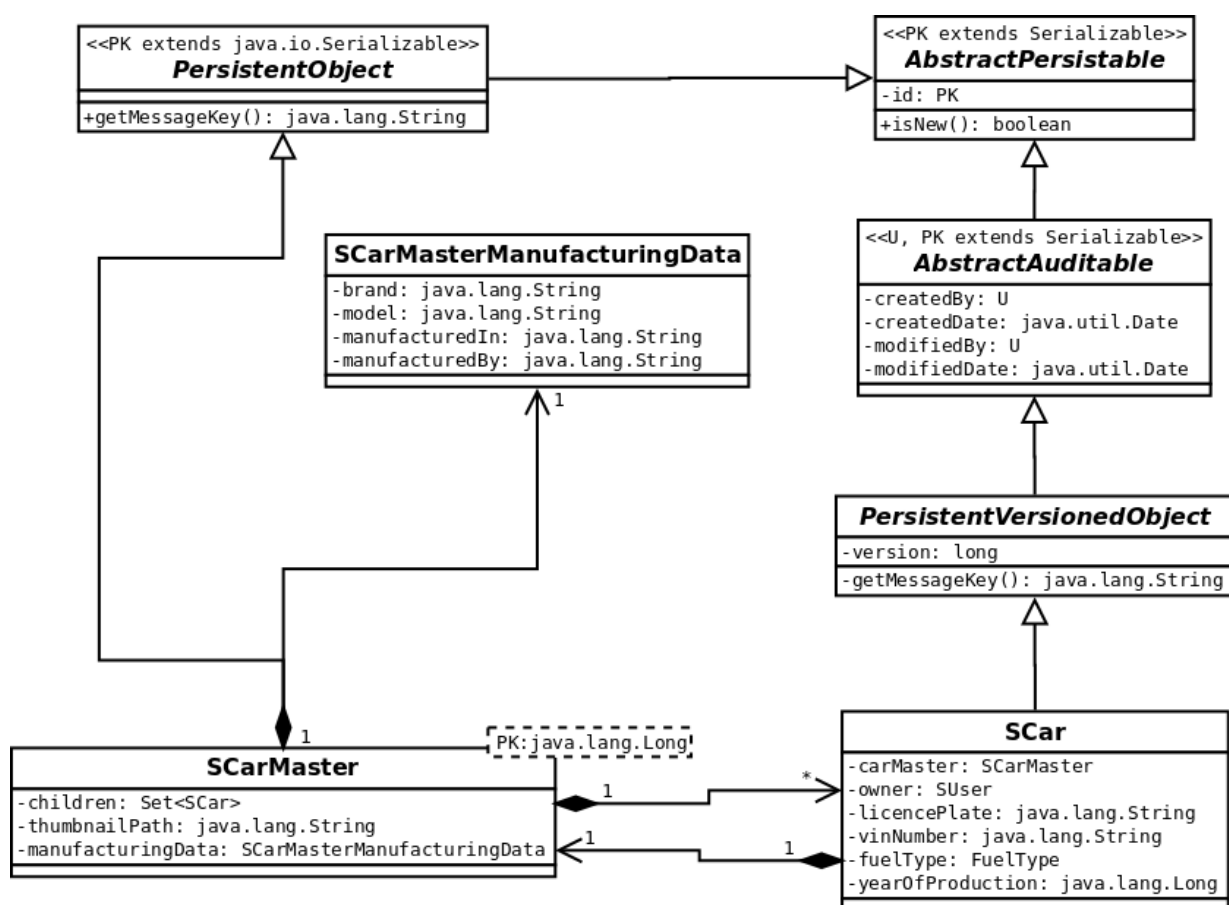 <<PK extends java.io.Serializable>>
PersistentObject
+getMessageKey(): java.lang.String
<<PK extends Serializable>>
AbstractPersistable
-id: PK
+isNew(): boolean
SCarMasterManufacturingData
-brand: java.lang.String
-model: java.lang.String
-manufacturedIn: java.lang.String
-manufacturedBy: java.lang.String
1
<<U, PK extends Serializable>>
AbstractAuditable
-createdBy: U
-createdDate: java.util.Date
-modifiedBy: U
-modifiedDate: java.util.Date
PersistentVersionedObject
-version: long
-getMessageKey(): java.lang.String
1
PK:java.lang.Long
SCarMaster
-children: Set<SCar>
-thumbnailPath: java.lang.String
-manufacturingData: SCarMasterManufacturingData
1
*
1
1
SCar
-carMaster: SCarMaster
-owner: SUser
-licencePlate: java.lang.String
-vinNumber: java.lang.String
-fuelType: FuelType
-yearOfProduction: java.lang.Long